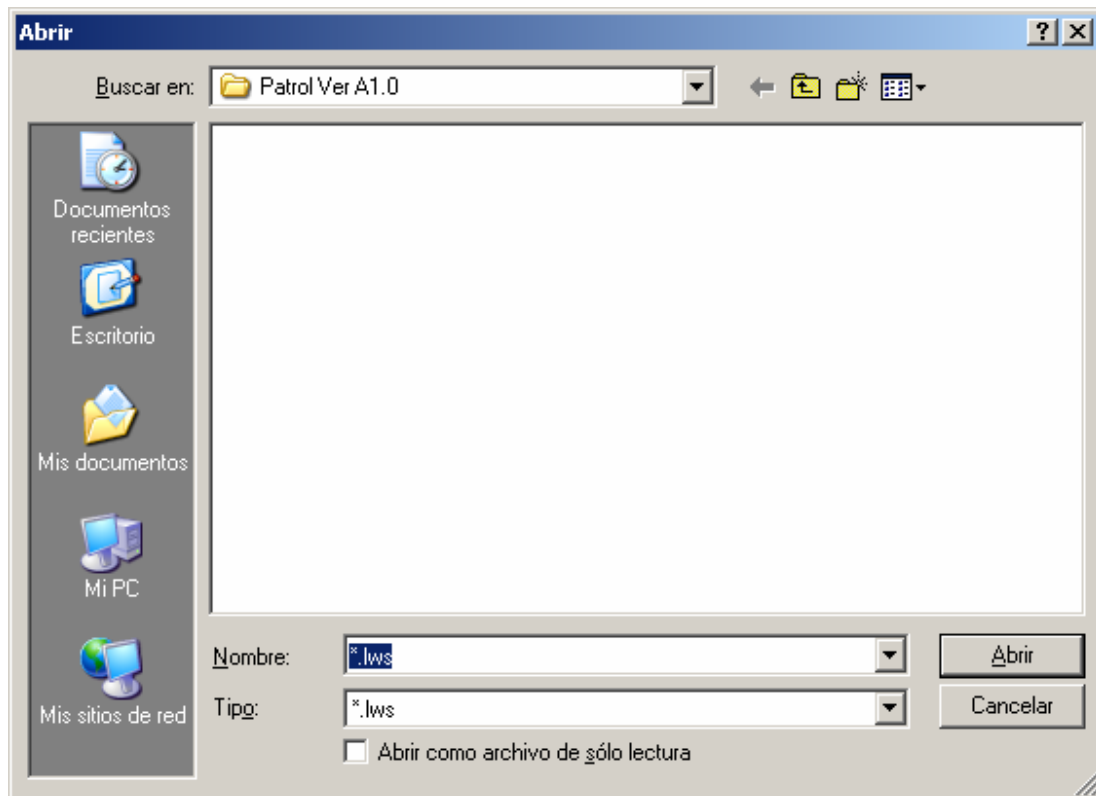 Abrir
Buscar en:
Patrol Ver A1.0
Documentos
recientes
Escritorio
Mis documentos
Mi PC
Mis sitios de red
Nombre:
*.lws
Abrir
Tipo:
*.lws
Cancelar
Abrir como archivo de sólo lectura